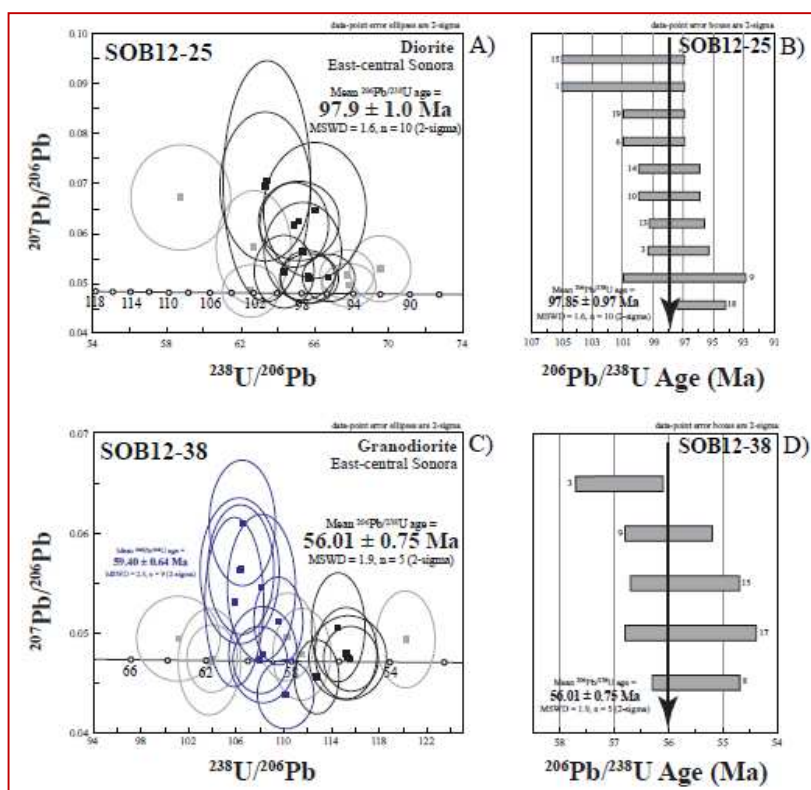 data-point error ellipses are 2-sigma
SOB12-25
Diorite
A)
East-central Sonora
Mean ²⁰⁶Pb/²³⁸U age =
97.9 ± 1.0 Ma
MSWD = 1.6, n = 10 (2-sigma)
0.10
0.09
0.08
0.07
0.06
0.05
0.04
²⁰⁷Pb/²⁰⁶Pb
118
114
110
106
102
98
94
90
54
58
62
66
70
74
²³⁸U/²⁰⁶Pb
data-point error boxes are 2-sigma
SOB12-25
B)
15
1
19
6
14
10
13
3
9
18
Mean ²⁰⁶Pb/²³⁸U age =
97.85 ± 0.97 Ma
MSWD = 1.6, n = 10 (2-sigma)
107
105
103
101
99
97
95
93
91
²⁰⁶Pb/²³⁸U Age (Ma)
data-point error ellipses are 2-sigma
SOB12-38
Granodiorite
C)
East-central Sonora
Mean ²⁰⁶Pb/²³⁸U age =
56.01 ± 0.75 Ma
MSWD = 1.9, n = 5 (2-sigma)
59.40 ± 0.64 Ma
0.07
0.06
0.05
0.04
²⁰⁷Pb/²⁰⁶Pb
66
62
58
54
94
98
102
106
110
114
118
122
²³⁸U/²⁰⁶Pb
data-point error boxes are 2-sigma
SOB12-38
D)
3
9
15
17
8
Mean ²⁰⁶Pb/²³⁸U age =
56.01 ± 0.75 Ma
MSWD = 1.9, n = 5 (2-sigma)
58
57
56
55
54
²⁰⁶Pb/²³⁸U Age (Ma)